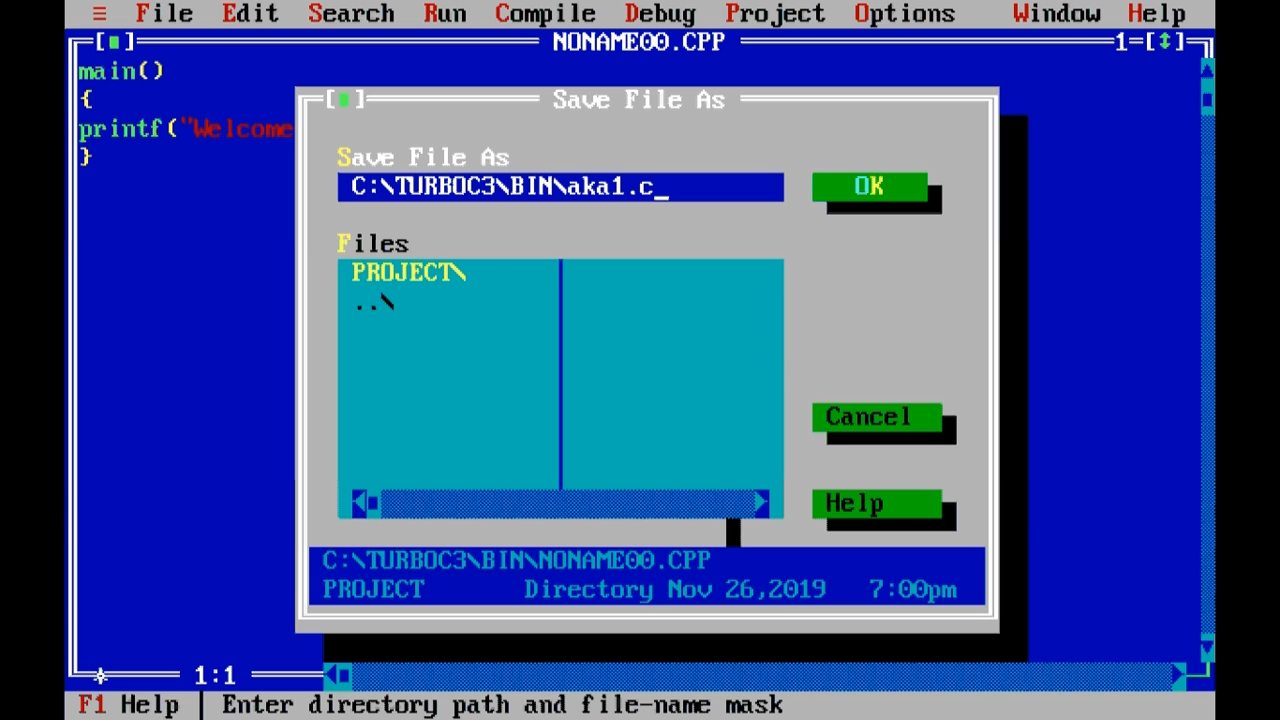 ≡ File Edit Search Run Compile Debug Project Options Window Help
[■] NONAME00.CPP 1=[↕]
main()
{
printf("Welcome
}
[■] Save File As
Save File As
C:\TURBOC3\BIN\aka1.c_
OK
Files
PROJECT\
..\
Cancel
Help
C:\TURBOC3\BIN\NONAME00.CPP
PROJECT Directory Nov 26,2019 7:00pm
1:1
F1 Help │ Enter directory path and file-name mask